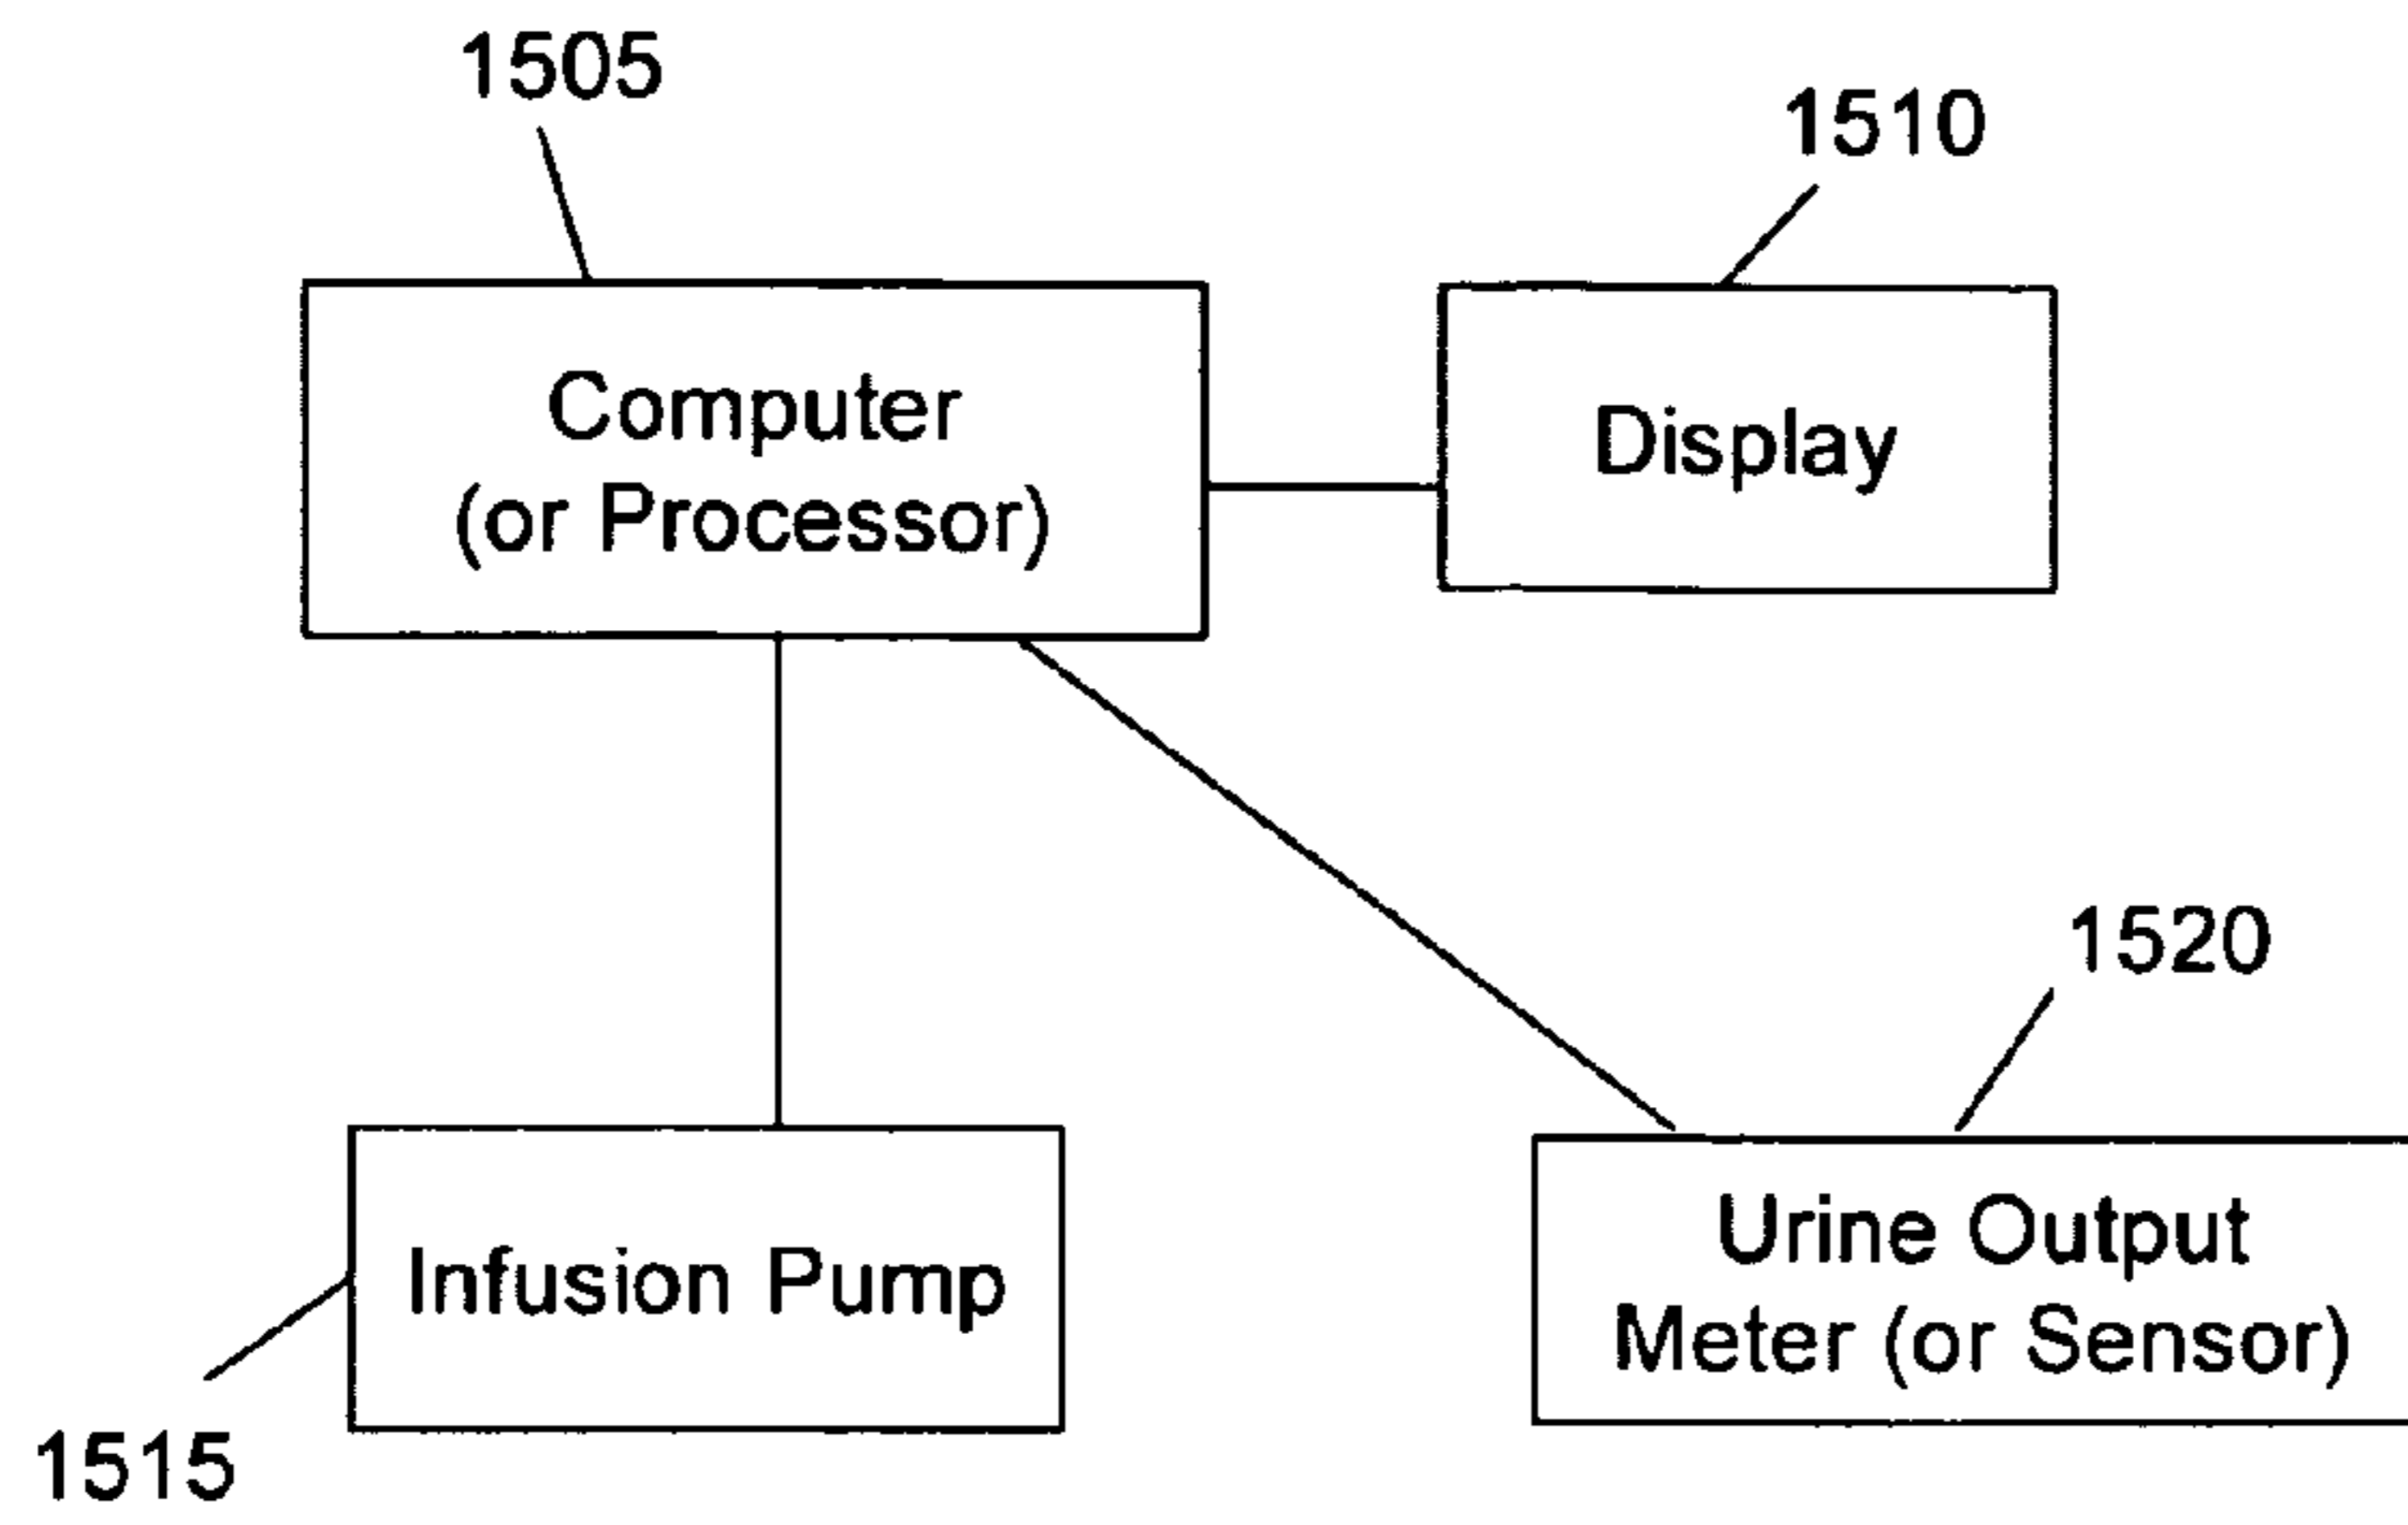 1505
1510
Computer
(or Processor)
Display
1520
Infusion Pump
Urine Output
Meter (or Sensor)
1515